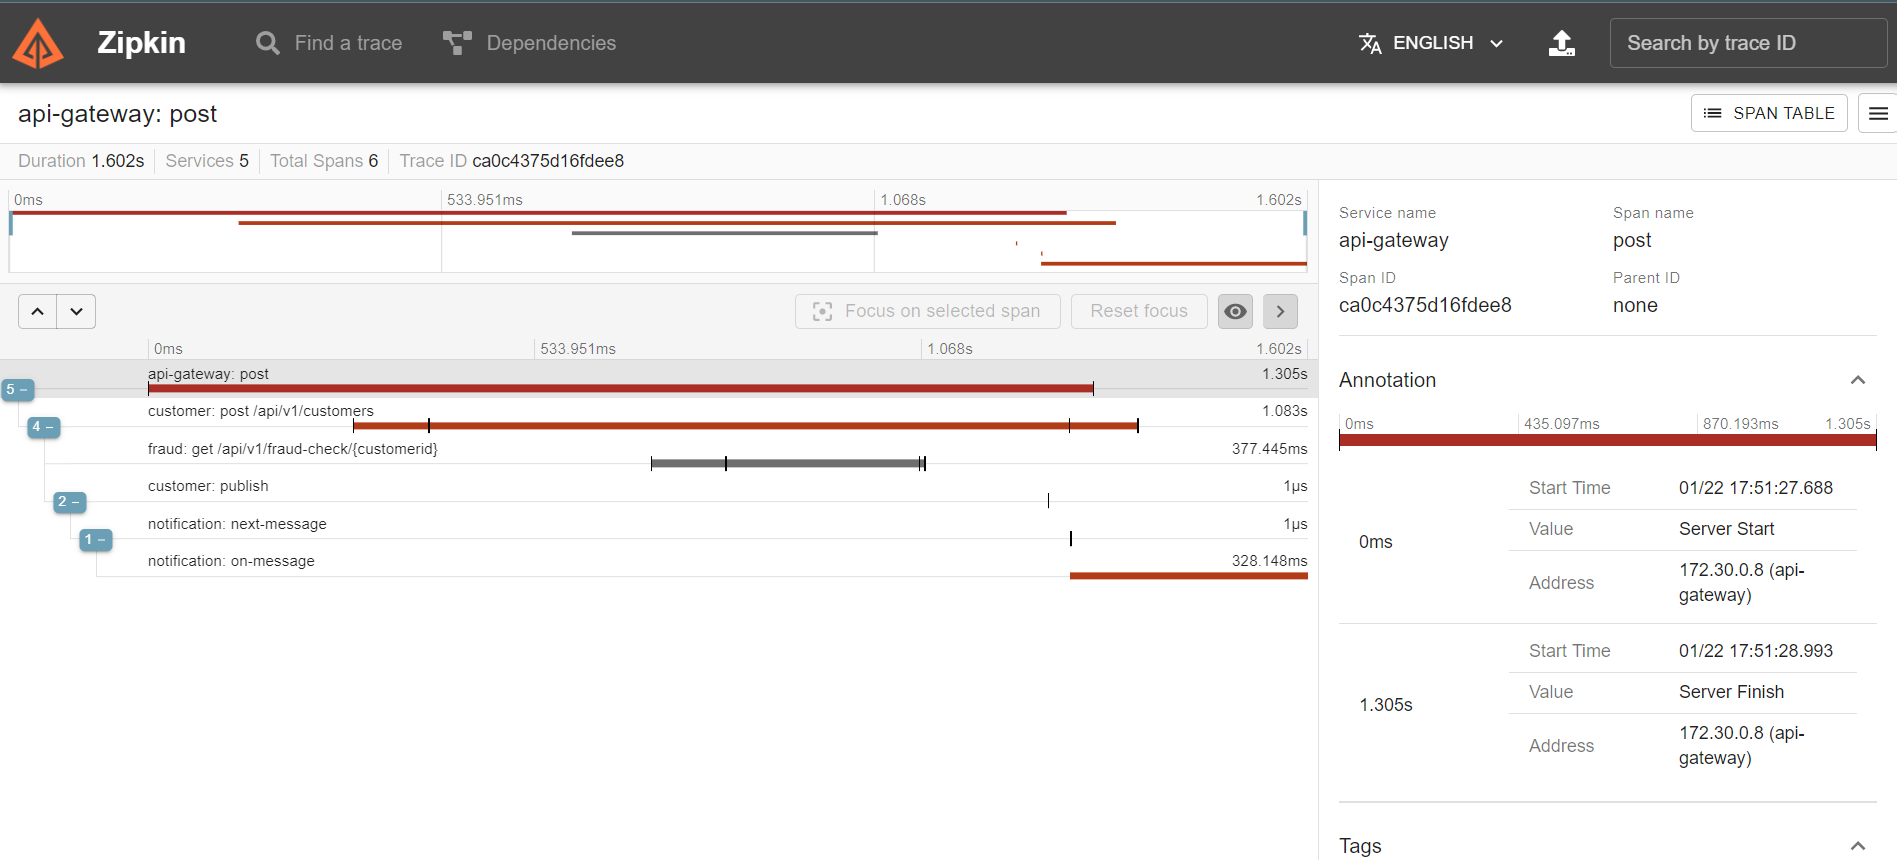 Zipkin
Find a trace
Dependencies
ENGLISH
Search by trace ID
api-gateway: post
SPAN TABLE
Duration 1.602s Services 5 Total Spans 6 Trace ID ca0c4375d16fdee8
0ms 533.951ms 1.068s 1.602s
Focus on selected span
Reset focus
0ms 533.951ms 1.068s 1.602s
api-gateway: post 1.305s
5 –
customer: post /api/v1/customers 1.083s
4 –
fraud: get /api/v1/fraud-check/{customerid} 377.445ms
customer: publish 1μs
2 –
notification: next-message 1μs
1 –
notification: on-message 328.148ms
Service name Span name
api-gateway post
Span ID Parent ID
ca0c4375d16fdee8 none
Annotation
0ms 435.097ms 870.193ms 1.305s
Start Time 01/22 17:51:27.688
Value Server Start
0ms
Address 172.30.0.8 (api-
gateway)
Start Time 01/22 17:51:28.993
Value Server Finish
1.305s
Address 172.30.0.8 (api-
gateway)
Tags